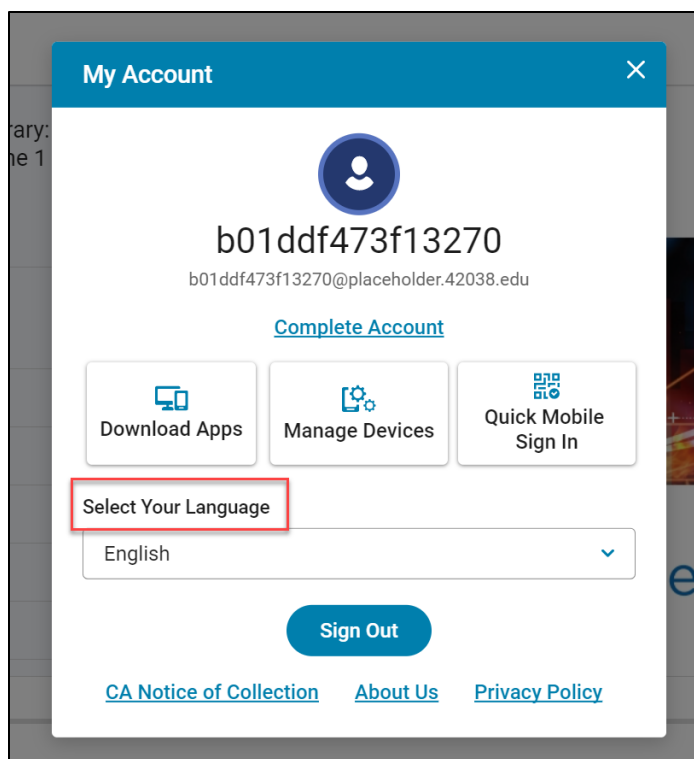 My Account
rary:
ne 1
b01ddf473f13270
b01ddf473f13270@placeholder.42038.edu
Complete Account
Download Apps
Manage Devices
Quick Mobile
Sign In
Select Your Language
English
e
Sign Out
CA Notice of Collection About Us Privacy Policy